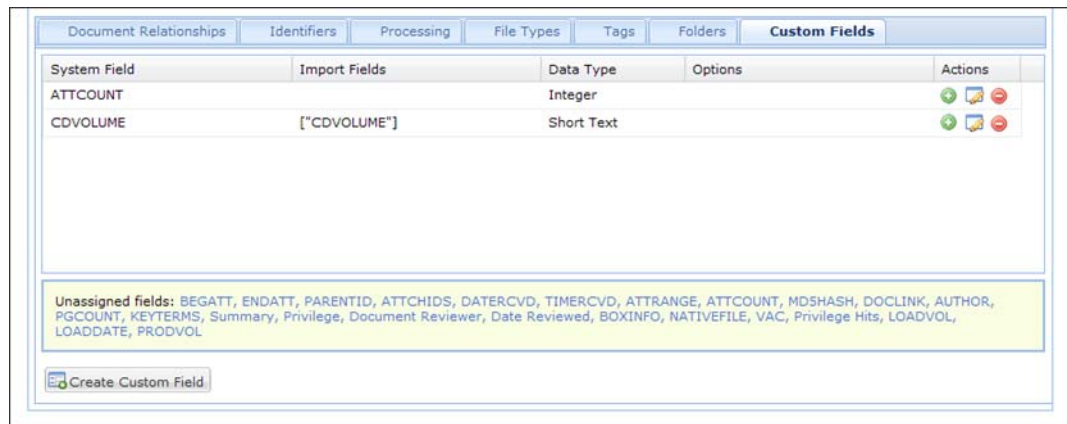 Document Relationships Identifiers Processing File Types Tags Folders Custom Fields
System Field Import Fields Data Type Options Actions
ATTCOUNT Integer
CDVOLUME ["CDVOLUME"] Short Text
Unassigned fields: BEGATT, ENDATT, PARENTID, ATTCHIDS, DATERCVD, TIMERCVD, ATTRANGE, ATTCOUNT, MD5HASH, DOCLINK, AUTHOR,
PGCOUNT, KEYTERMS, Summary, Privilege, Document Reviewer, Date Reviewed, BOXINFO, NATIVEFILE, VAC, Privilege Hits, LOADVOL,
LOADDATE, PRODVOL
Create Custom Field